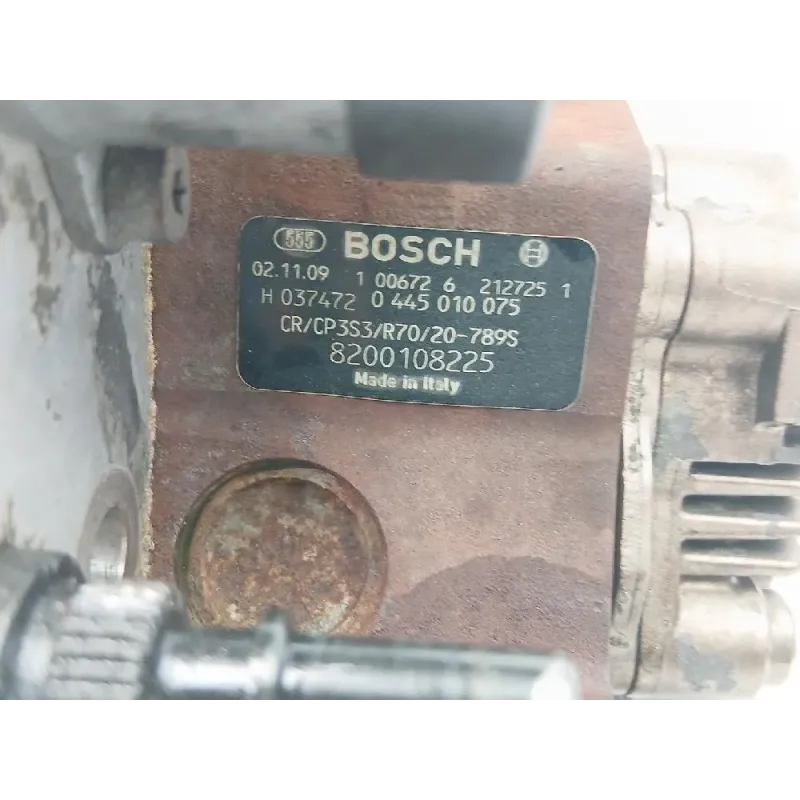 555 BOSCH
02.11.09 1 00672 6 212725 1
H 037472 0 445 010 075
CR/CP3S3/R70/20-789S
8200108225
Made in Italy